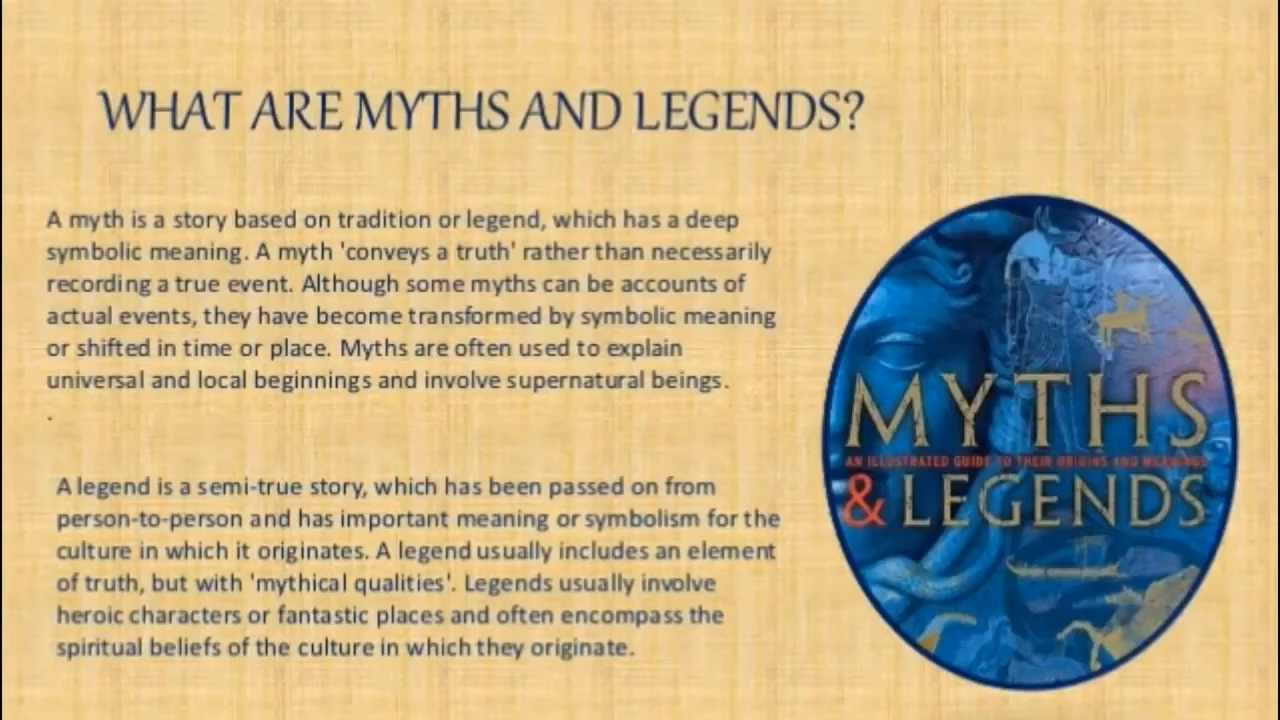 WHAT ARE MYTHS AND LEGENDS?
A myth is a story based on tradition or legend, which has a deep
symbolic meaning. A myth 'conveys a truth' rather than necessarily
recording a true event. Although some myths can be accounts of
actual events, they have become transformed by symbolic meaning
or shifted in time or place. Myths are often used to explain
universal and local beginnings and involve supernatural beings.
.
A legend is a semi-true story, which has been passed on from
person-to-person and has important meaning or symbolism for the
culture in which it originates. A legend usually includes an element
of truth, but with 'mythical qualities'. Legends usually involve
heroic characters or fantastic places and often encompass the
spiritual beliefs of the culture in which they originate.
MYTHS
AN ILLUSTRATED GUIDE TO THEIR ORIGINS AND MEANINGS
& LEGENDS